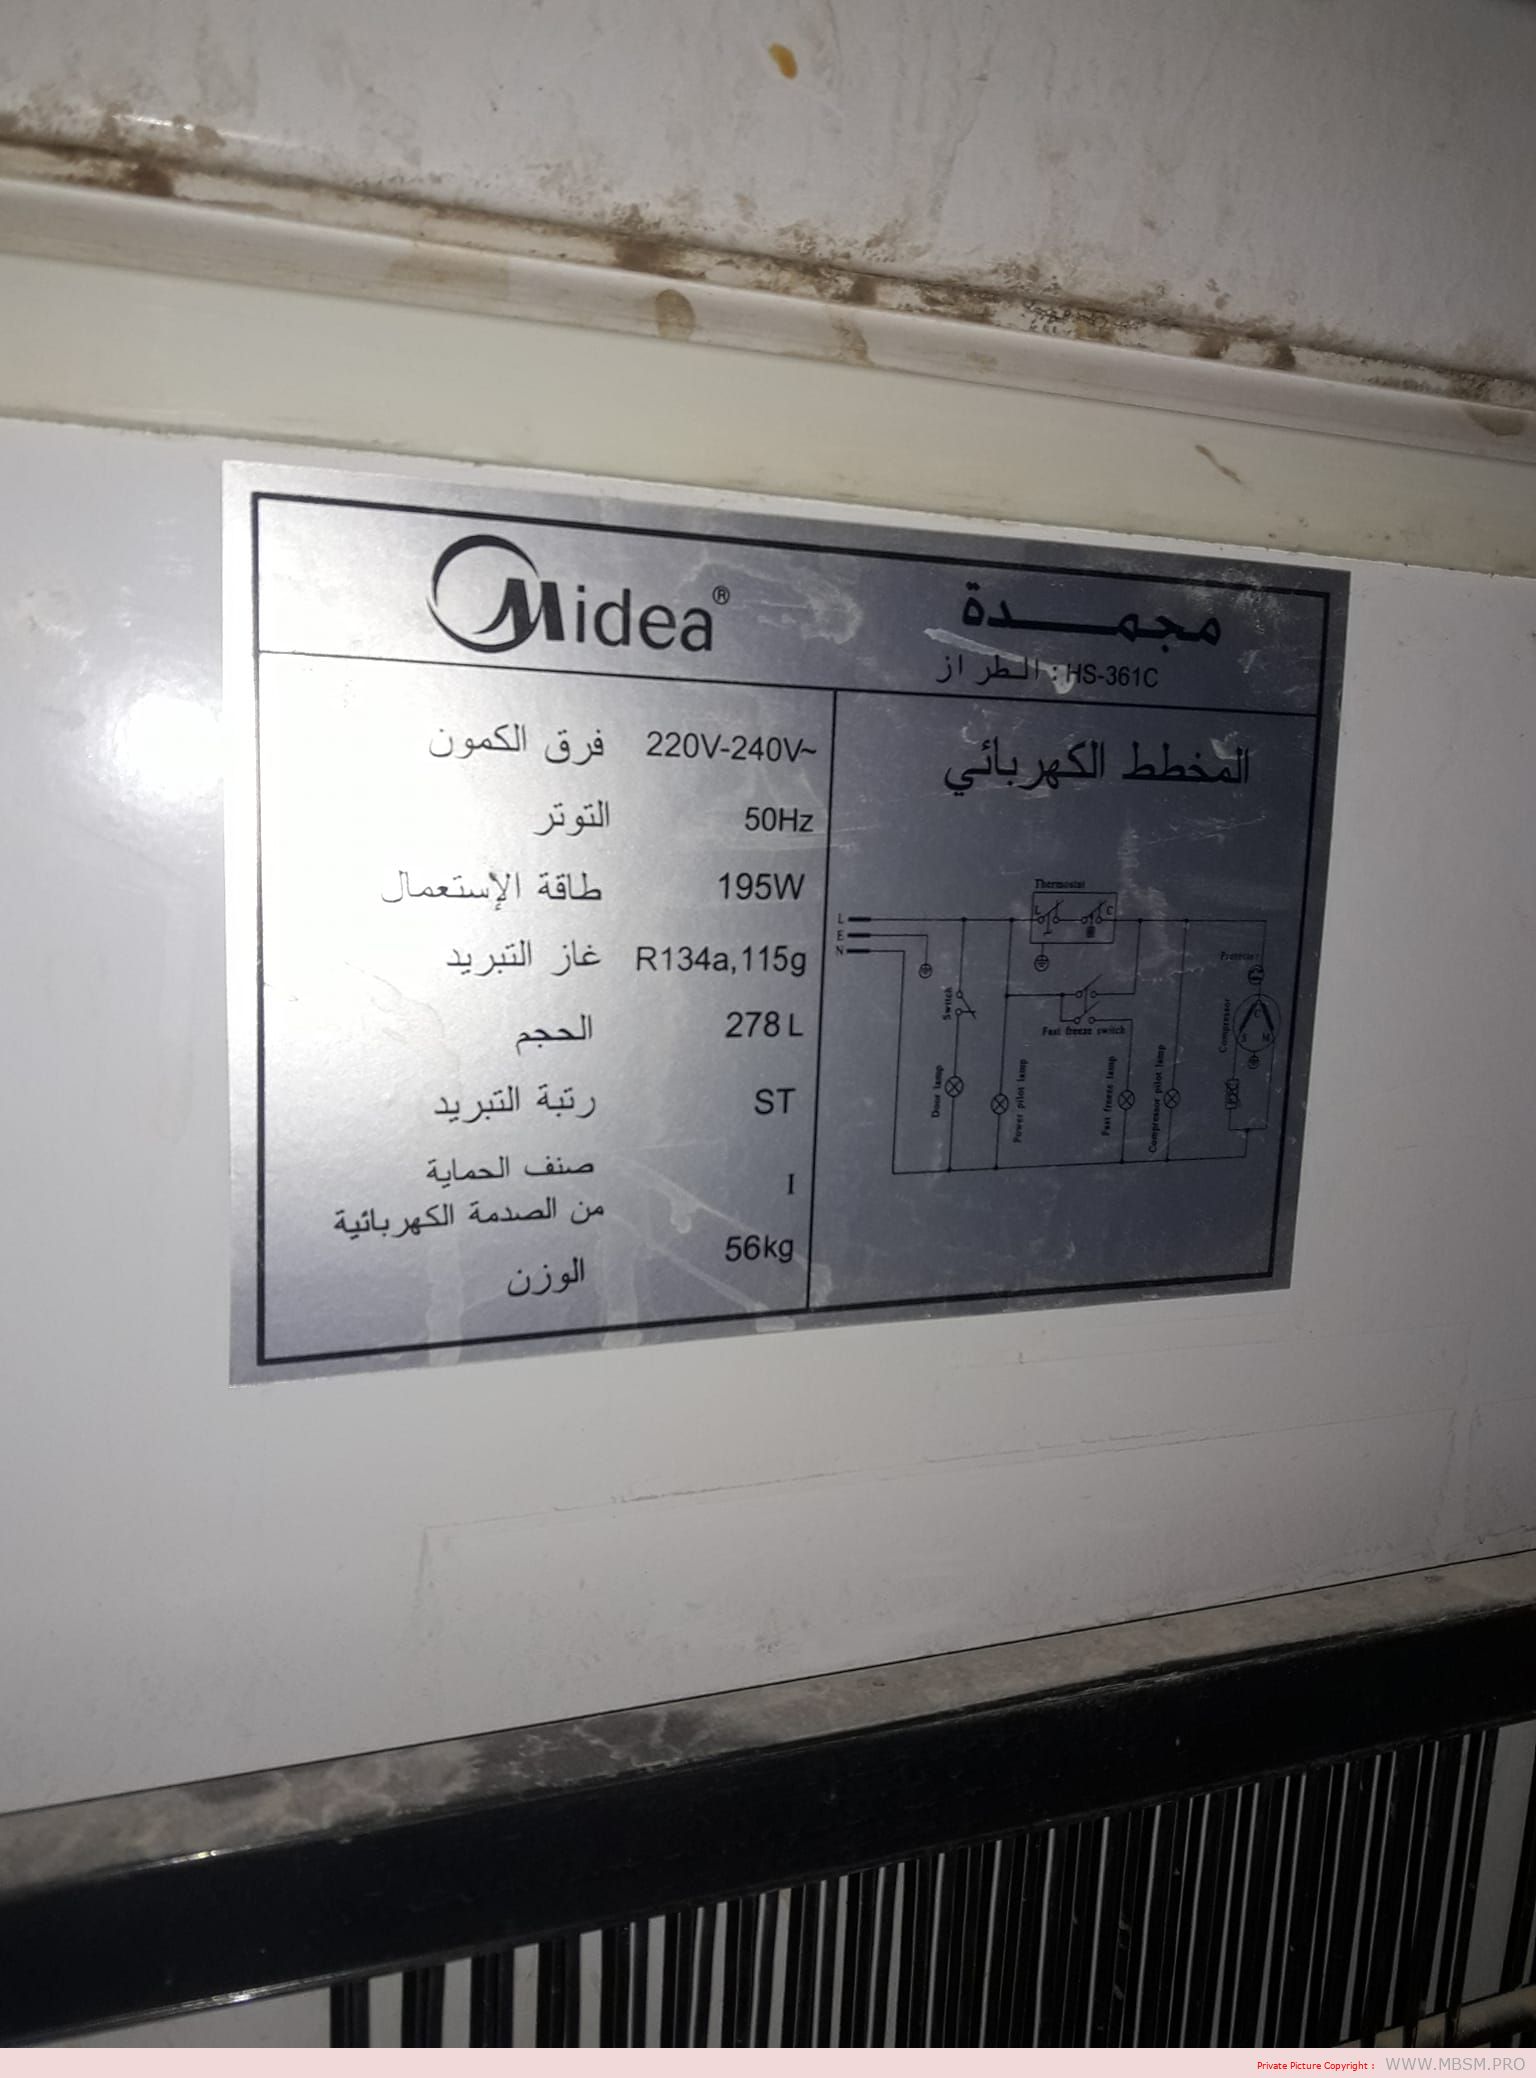 Midea®
مجمدة
الطراز : HS-361C
فرق الكمون 220V-240V~
التوتر 50Hz
طاقة الإستعمال 195W
غاز التبريد R134a,115g
الحجم 278 L
رتبة التبريد ST
صنف الحماية
من الصدمة الكهربائية I
الوزن 56kg
المخطط الكهربائي
Thermostat
L C
L
E
N
Protector
Switch
Fast freeze switch
Compressor
C
S M
Door lamp
Power pilot lamp
Fast freeze lamp
Compressor pilot lamp
PTC
Private Picture Copyright : WWW.MBSM.PRO